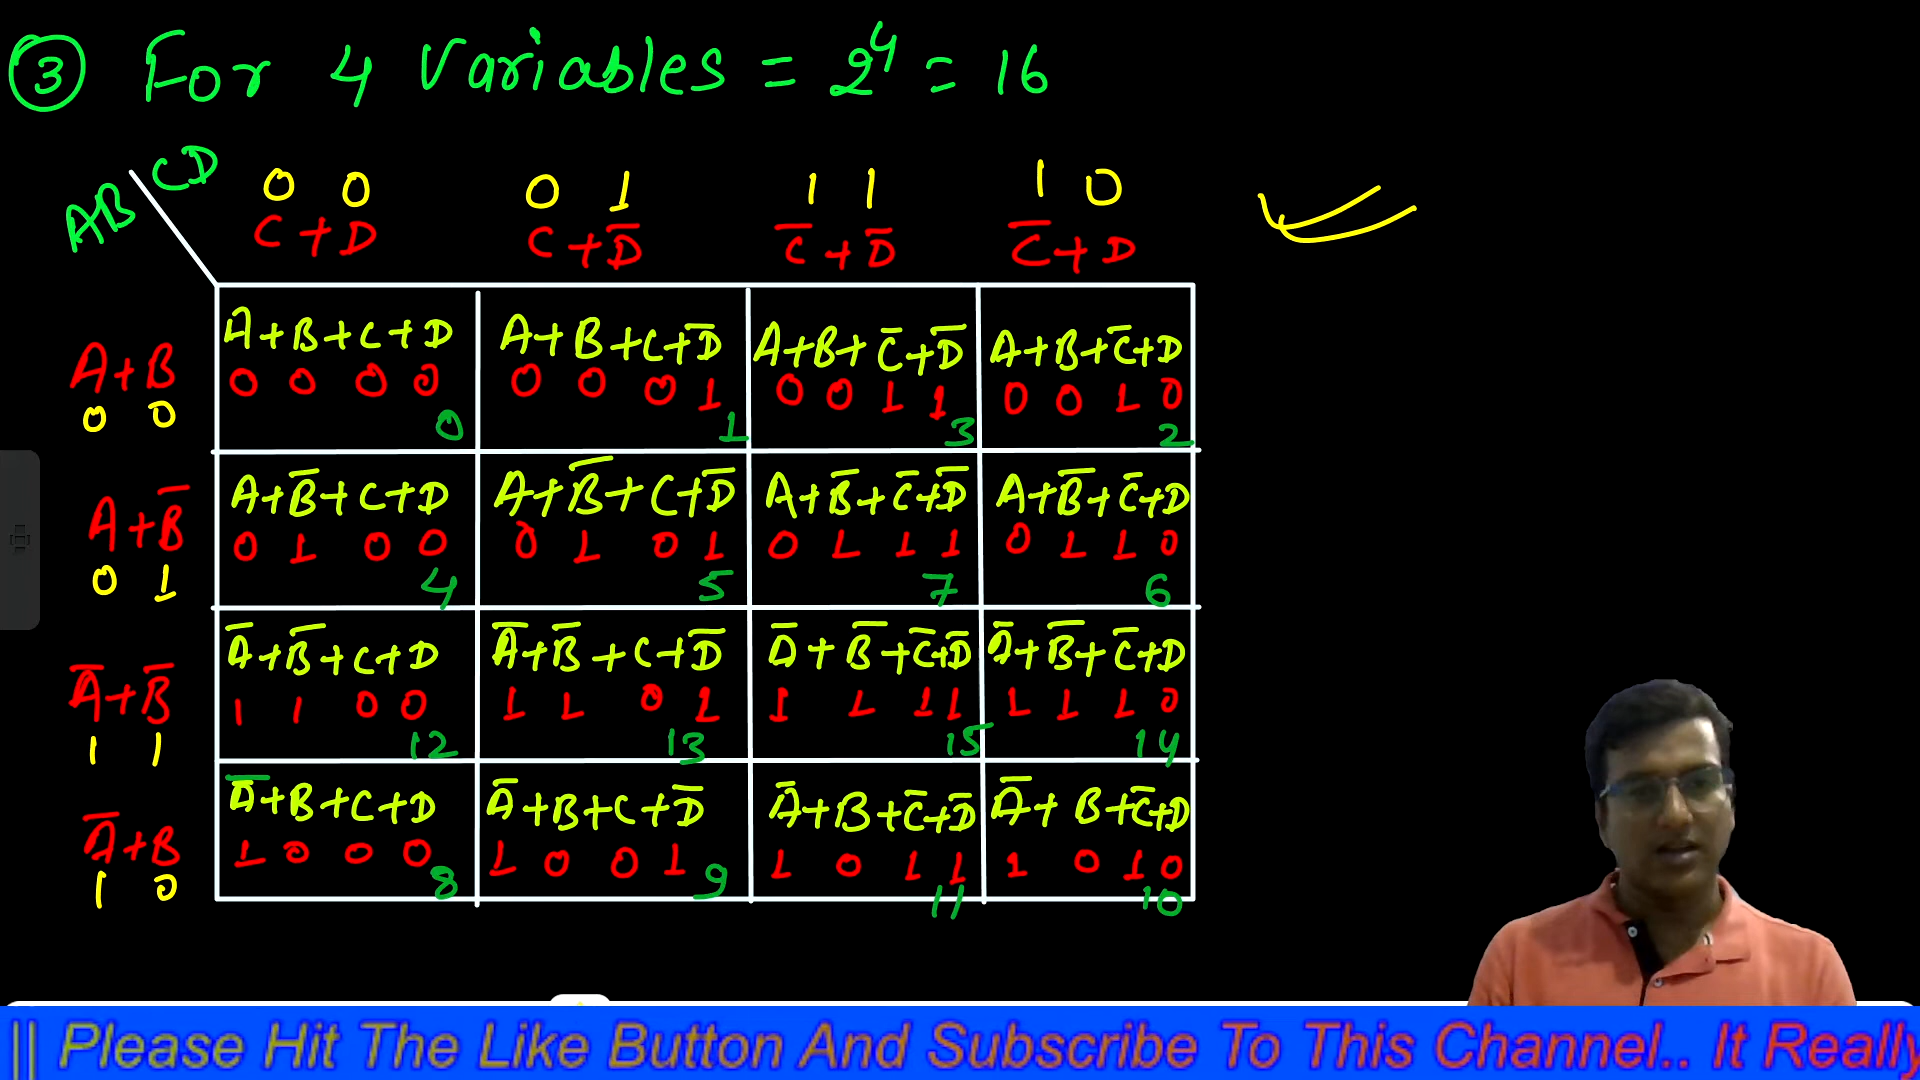 ③ For 4 Variables = 2⁴ = 16
AB CD
0 0 0 1 1 1 1 0
C+D C+D̅ C̅+D̅ C̅+D
A+B+C+D A+B+C+D̅ A+B+C̅+D̅ A+B+C̅+D
A+B 0 0 0 0 0 0 0 1 0 0 1 1 0 0 1 0
0 0 0 1 3 2
A+B̅+C+D A+B̅+C+D̅ A+B̅+C̅+D̅ A+B̅+C̅+D
A+B̅ 0 1 0 0 0 1 0 1 0 1 1 1 0 1 1 0
0 1 4 5 7 6
A̅+B̅+C+D A̅+B̅+C+D̅ A̅+B̅+C̅+D̅ A̅+B̅+C̅+D
A̅+B̅ 1 1 0 0 1 1 0 1 1 1 1 1 1 1 1 0
1 1 12 13 15 14
A̅+B+C+D A̅+B+C+D̅ A̅+B+C̅+D̅ A̅+B+C̅+D
A̅+B 1 0 0 0 1 0 0 1 1 0 1 1 1 0 1 0
1 0 8 9 11 10
|| Please Hit The Like Button And Subscribe To This Channel.. It Really